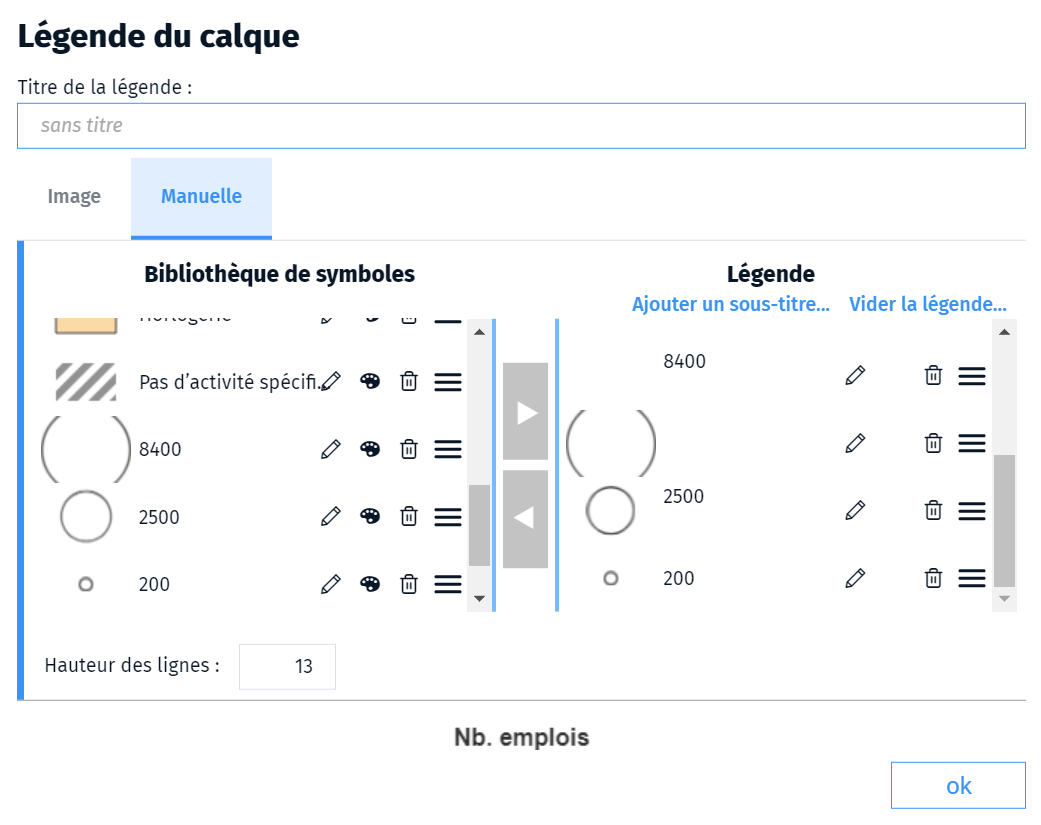 Légende du calque
Titre de la légende :
sans titre
Image
Manuelle
Bibliothèque de symboles
Horlogerie
Pas d’activité spécifi...
8400
2500
200
Légende
Ajouter un sous-titre...
Vider la légende...
8400
2500
200
Hauteur des lignes :
13
Nb. emplois
ok